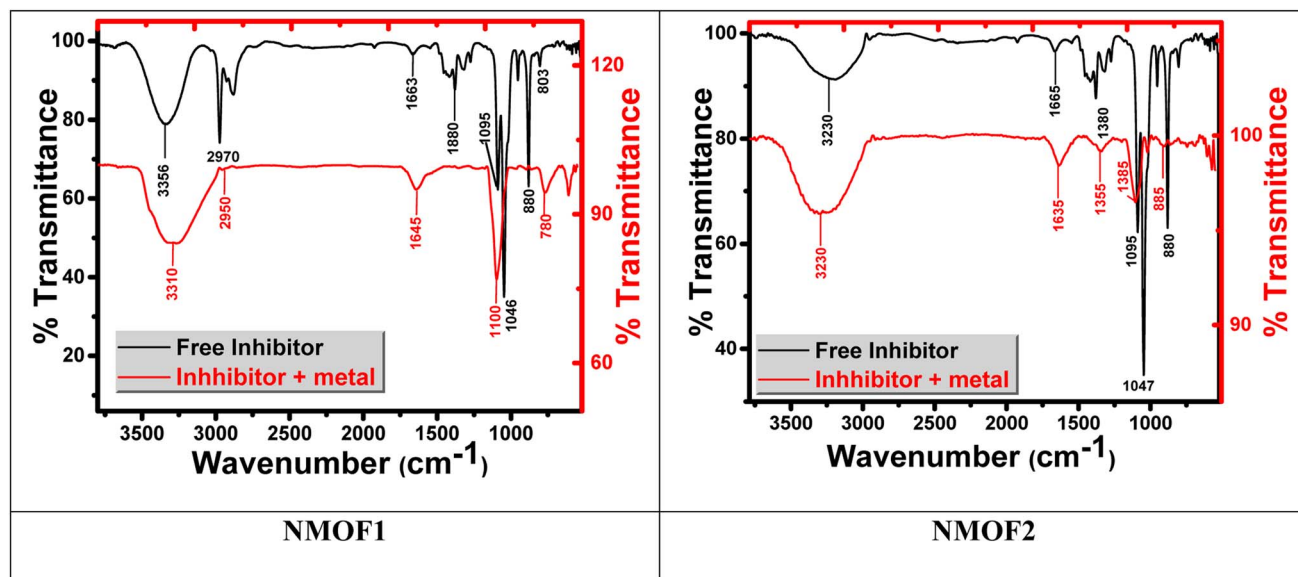 % Transmittance
100
80
60
40
20
120
90
60
% Transmittance
3356
2970
1663
1880
1095
880
803
1046
3310
2950
1645
1100
780
Free Inhibitor
Inhhibitor + metal
3500 3000 2500 2000 1500 1000
Wavenumber (cm-1)
NMOF1
% Transmittance
100
80
60
40
100
90
% Transmittance
3230
1665
1380
1095
1047
880
3230
1635
1355
1385
885
Free Inhibitor
Inhhibitor + metal
3500 3000 2500 2000 1500 1000
Wavenumber (cm-1)
NMOF2